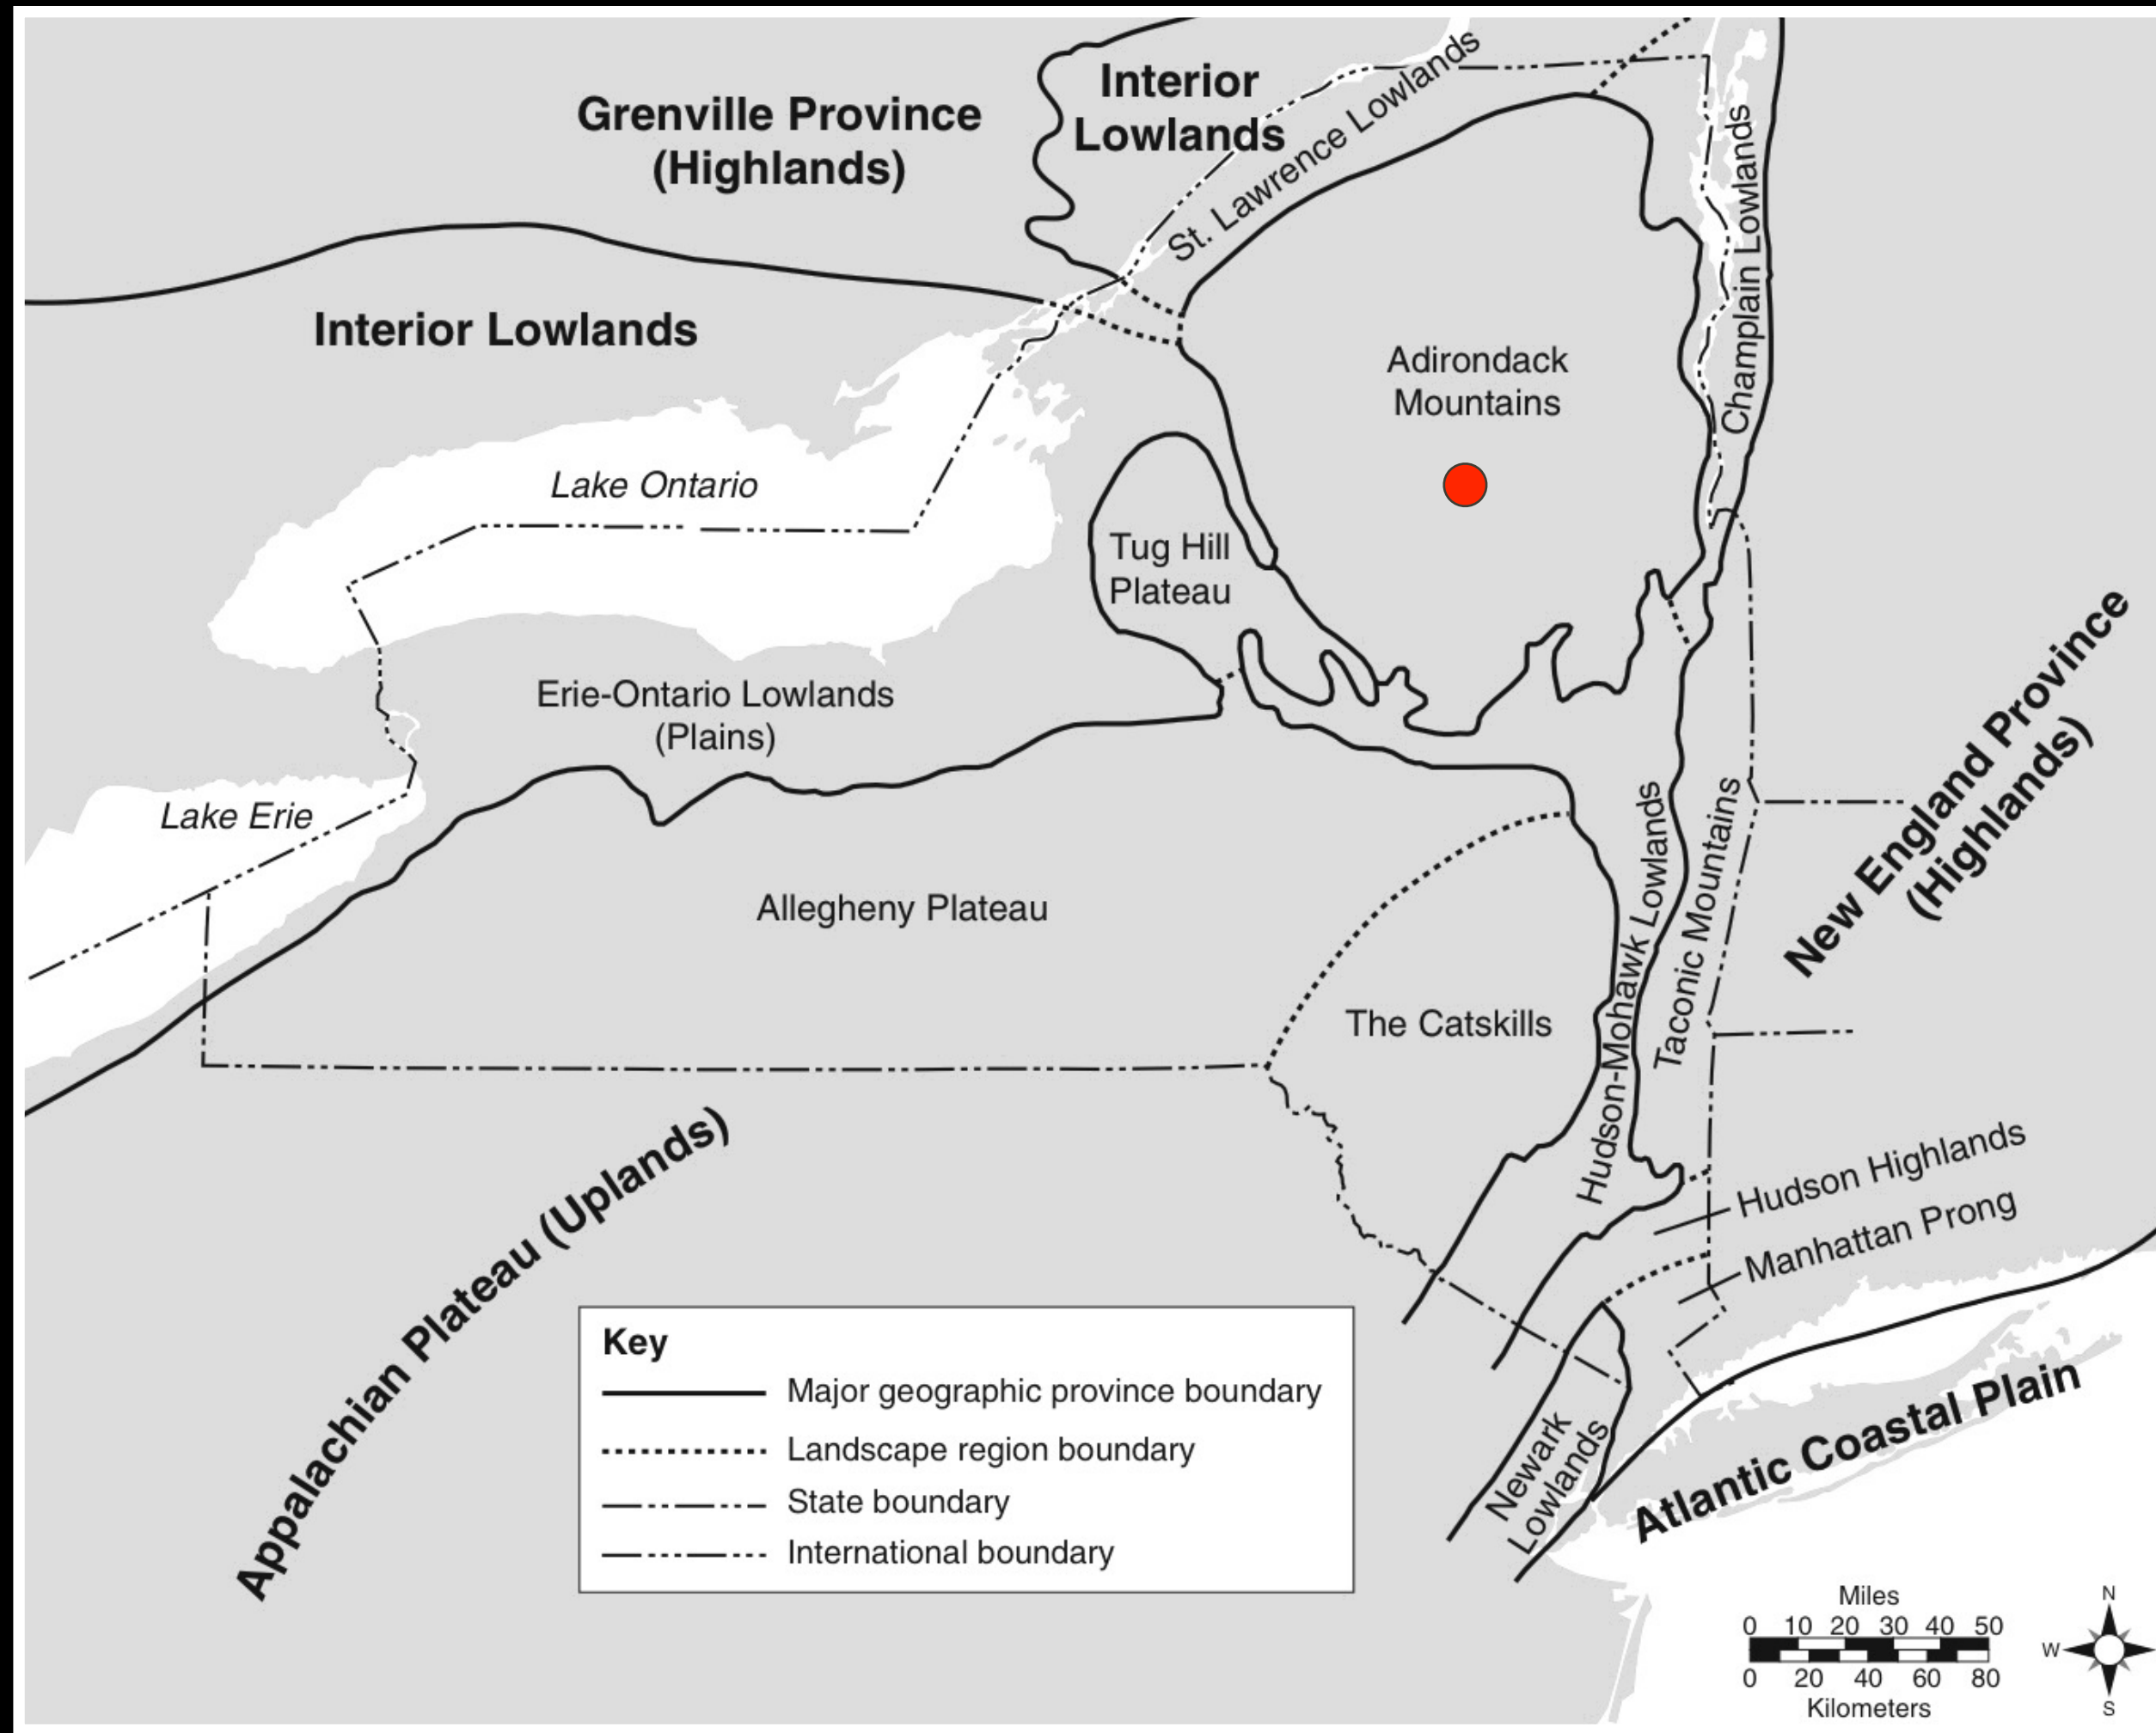 Grenville Province
(Highlands)
Interior
Lowlands
St. Lawrence Lowlands
Champlain Lowlands
Interior Lowlands
Adirondack
Mountains
Lake Ontario
Tug Hill
Plateau
Erie-Ontario Lowlands
(Plains)
Lake Erie
New England Province
(Highlands)
Allegheny Plateau
The Catskills
Hudson-Mohawk Lowlands
Taconic Mountains
Hudson Highlands
Manhattan Prong
Appalachian Plateau (Uplands)
Newark
Lowlands
Atlantic Coastal Plain
Key
Major geographic province boundary
Landscape region boundary
State boundary
International boundary
Miles
0 10 20 30 40 50
0 20 40 60 80
Kilometers
N
W
S